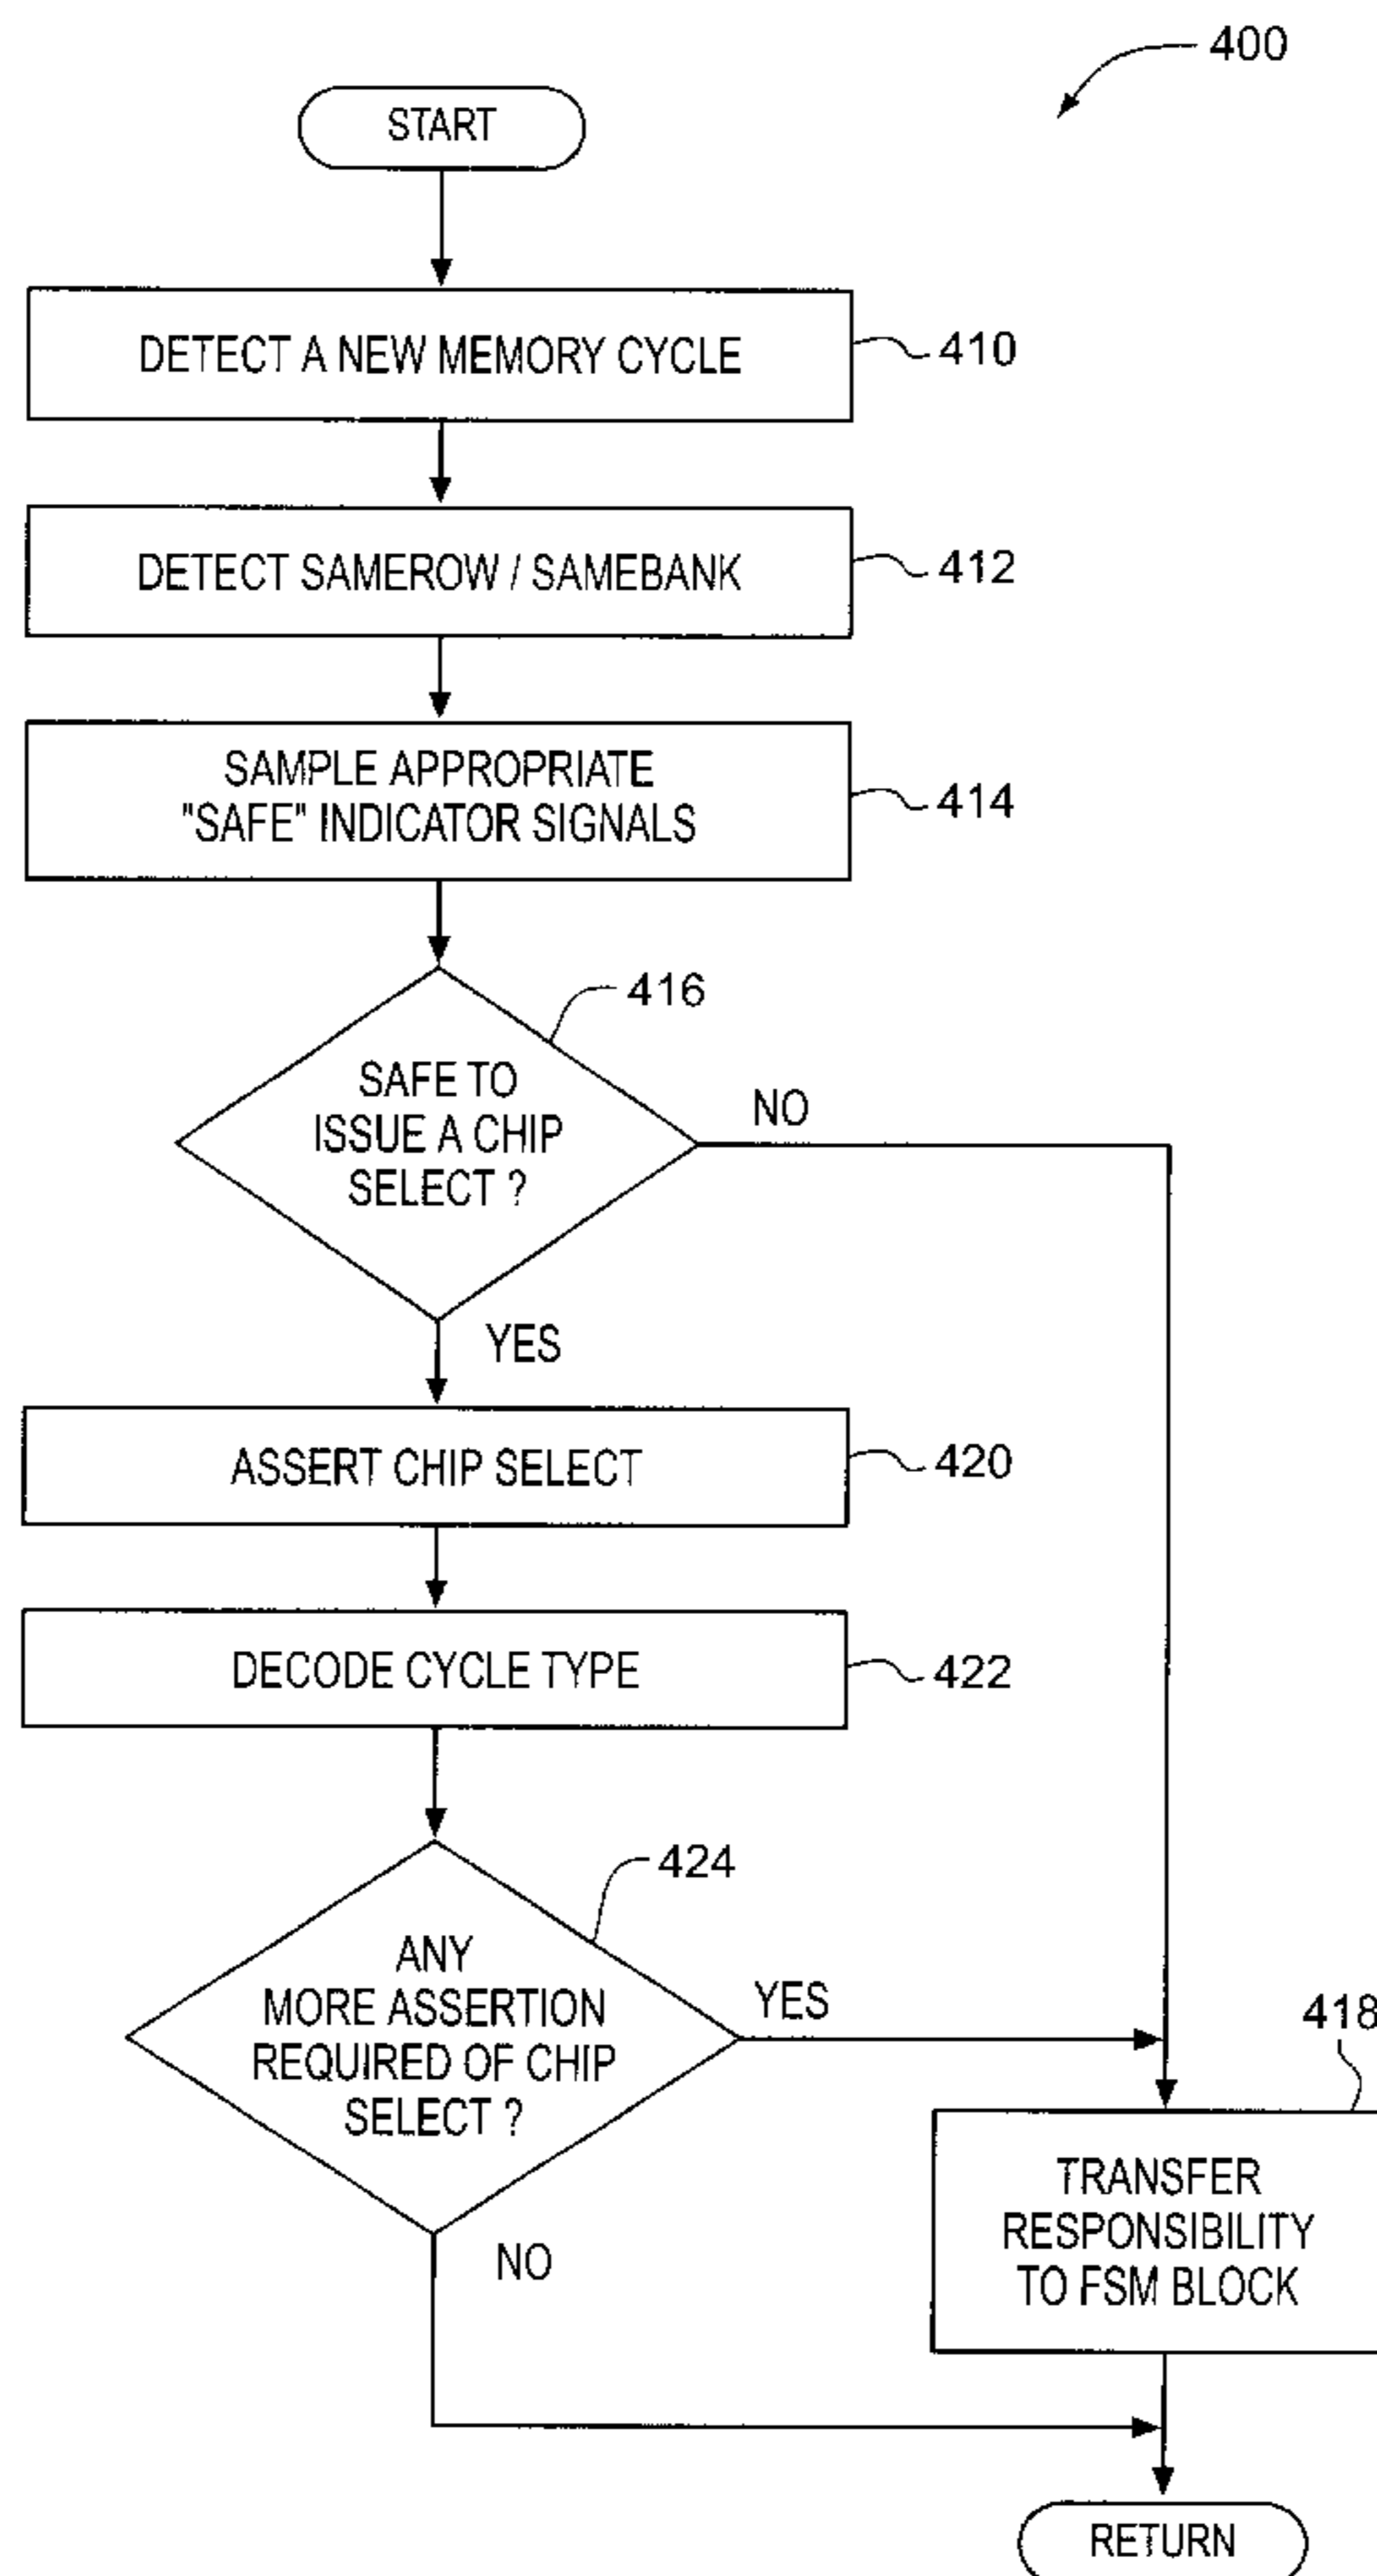 400
START
DETECT A NEW MEMORY CYCLE
410
DETECT SAMEROW / SAMEBANK
412
SAMPLE APPROPRIATE
"SAFE" INDICATOR SIGNALS
414
416
SAFE TO
ISSUE A CHIP
SELECT ?
NO
YES
ASSERT CHIP SELECT
420
DECODE CYCLE TYPE
422
424
ANY
MORE ASSERTION
REQUIRED OF CHIP
SELECT ?
YES
NO
418
TRANSFER
RESPONSIBILITY
TO FSM BLOCK
RETURN